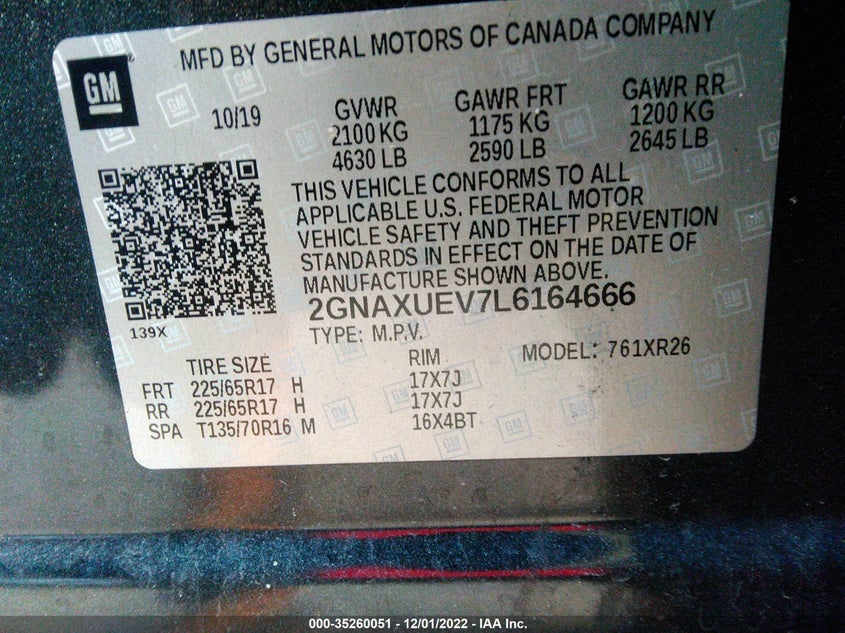 MFD BY GENERAL MOTORS OF CANADA COMPANY
GM
10/19
GVWR
2100 KG
4630 LB
GAWR FRT
1175 KG
2590 LB
GAWR RR
1200 KG
2645 LB
THIS VEHICLE CONFORMS TO ALL
APPLICABLE U.S. FEDERAL MOTOR
VEHICLE SAFETY AND THEFT PREVENTION
STANDARDS IN EFFECT ON THE DATE OF
MANUFACTURE SHOWN ABOVE.
139X
2GNAXUEV7L6164666
TYPE: M.P.V.
MODEL: 761XR26
TIRE SIZE RIM
FRT 225/65R17 H 17X7J
RR 225/65R17 H 17X7J
SPA T135/70R16 M 16X4BT
000-35260051 - 12/01/2022 - IAA Inc.